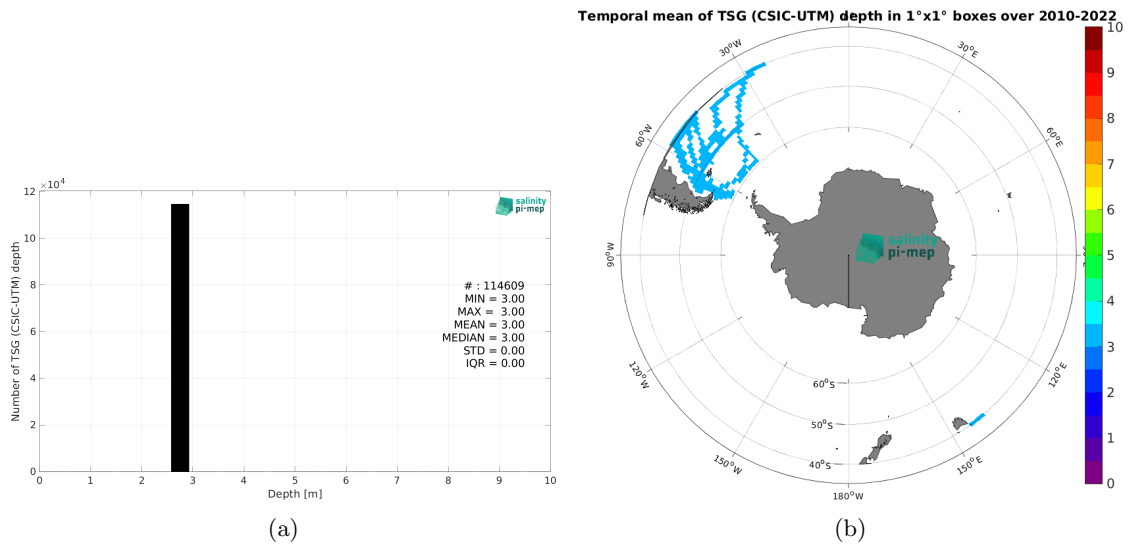 ×10⁴
12
10
8
6
4
2
0
Number of TSG (CSIC-UTM) depth
salinity
pi-mep
# : 114609
MIN = 3.00
MAX = 3.00
MEAN = 3.00
MEDIAN = 3.00
STD = 0.00
IQR = 0.00
0 1 2 3 4 5 6 7 8 9 10
Depth [m]
(a)
Temporal mean of TSG (CSIC-UTM) depth in 1°x1° boxes over 2010-2022
30°W
30°E
60°W
60°E
90°W
salinity
pi-mep
120°W
120°E
60°S
50°S
40°S
150°W
150°E
180°W
10
9
8
7
6
5
4
3
2
1
0
(b)